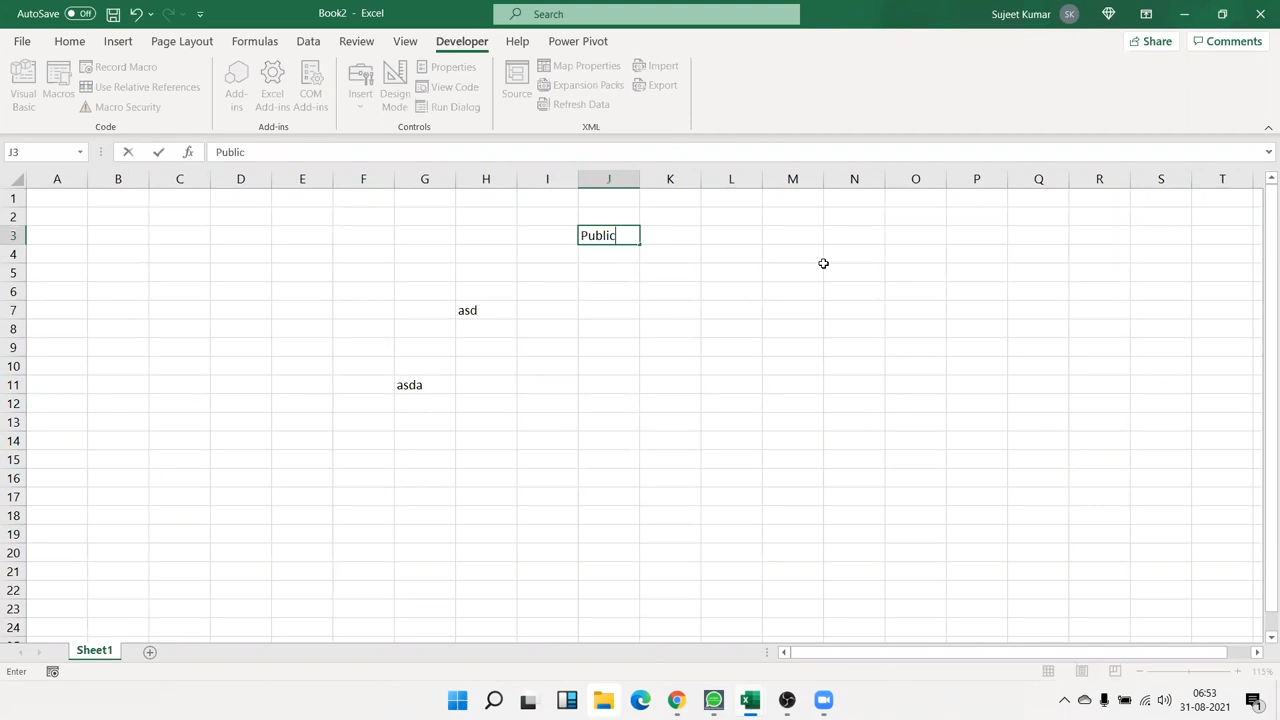 AutoSave Off Book2 - Excel Search Sujeet Kumar SK
File Home Insert Page Layout Formulas Data Review View Developer Help Power Pivot Share Comments
Visual Basic
Macros
Record Macro
Use Relative References
Macro Security
Code
Add-ins
Excel Add-ins
COM Add-ins
Add-ins
Insert
Design Mode
Properties
View Code
Run Dialog
Controls
Source
Map Properties
Expansion Packs
Refresh Data
Import
Export
XML
J3 fx Public
A B C D E F G H I J K L M N O P Q R S T
1
2
3 Public
4
5
6
7 asd
8
9
10
11 asda
12
13
14
15
16
17
18
19
20
21
22
23
24
Sheet1
Enter 115%
06:53
31-08-2021
1